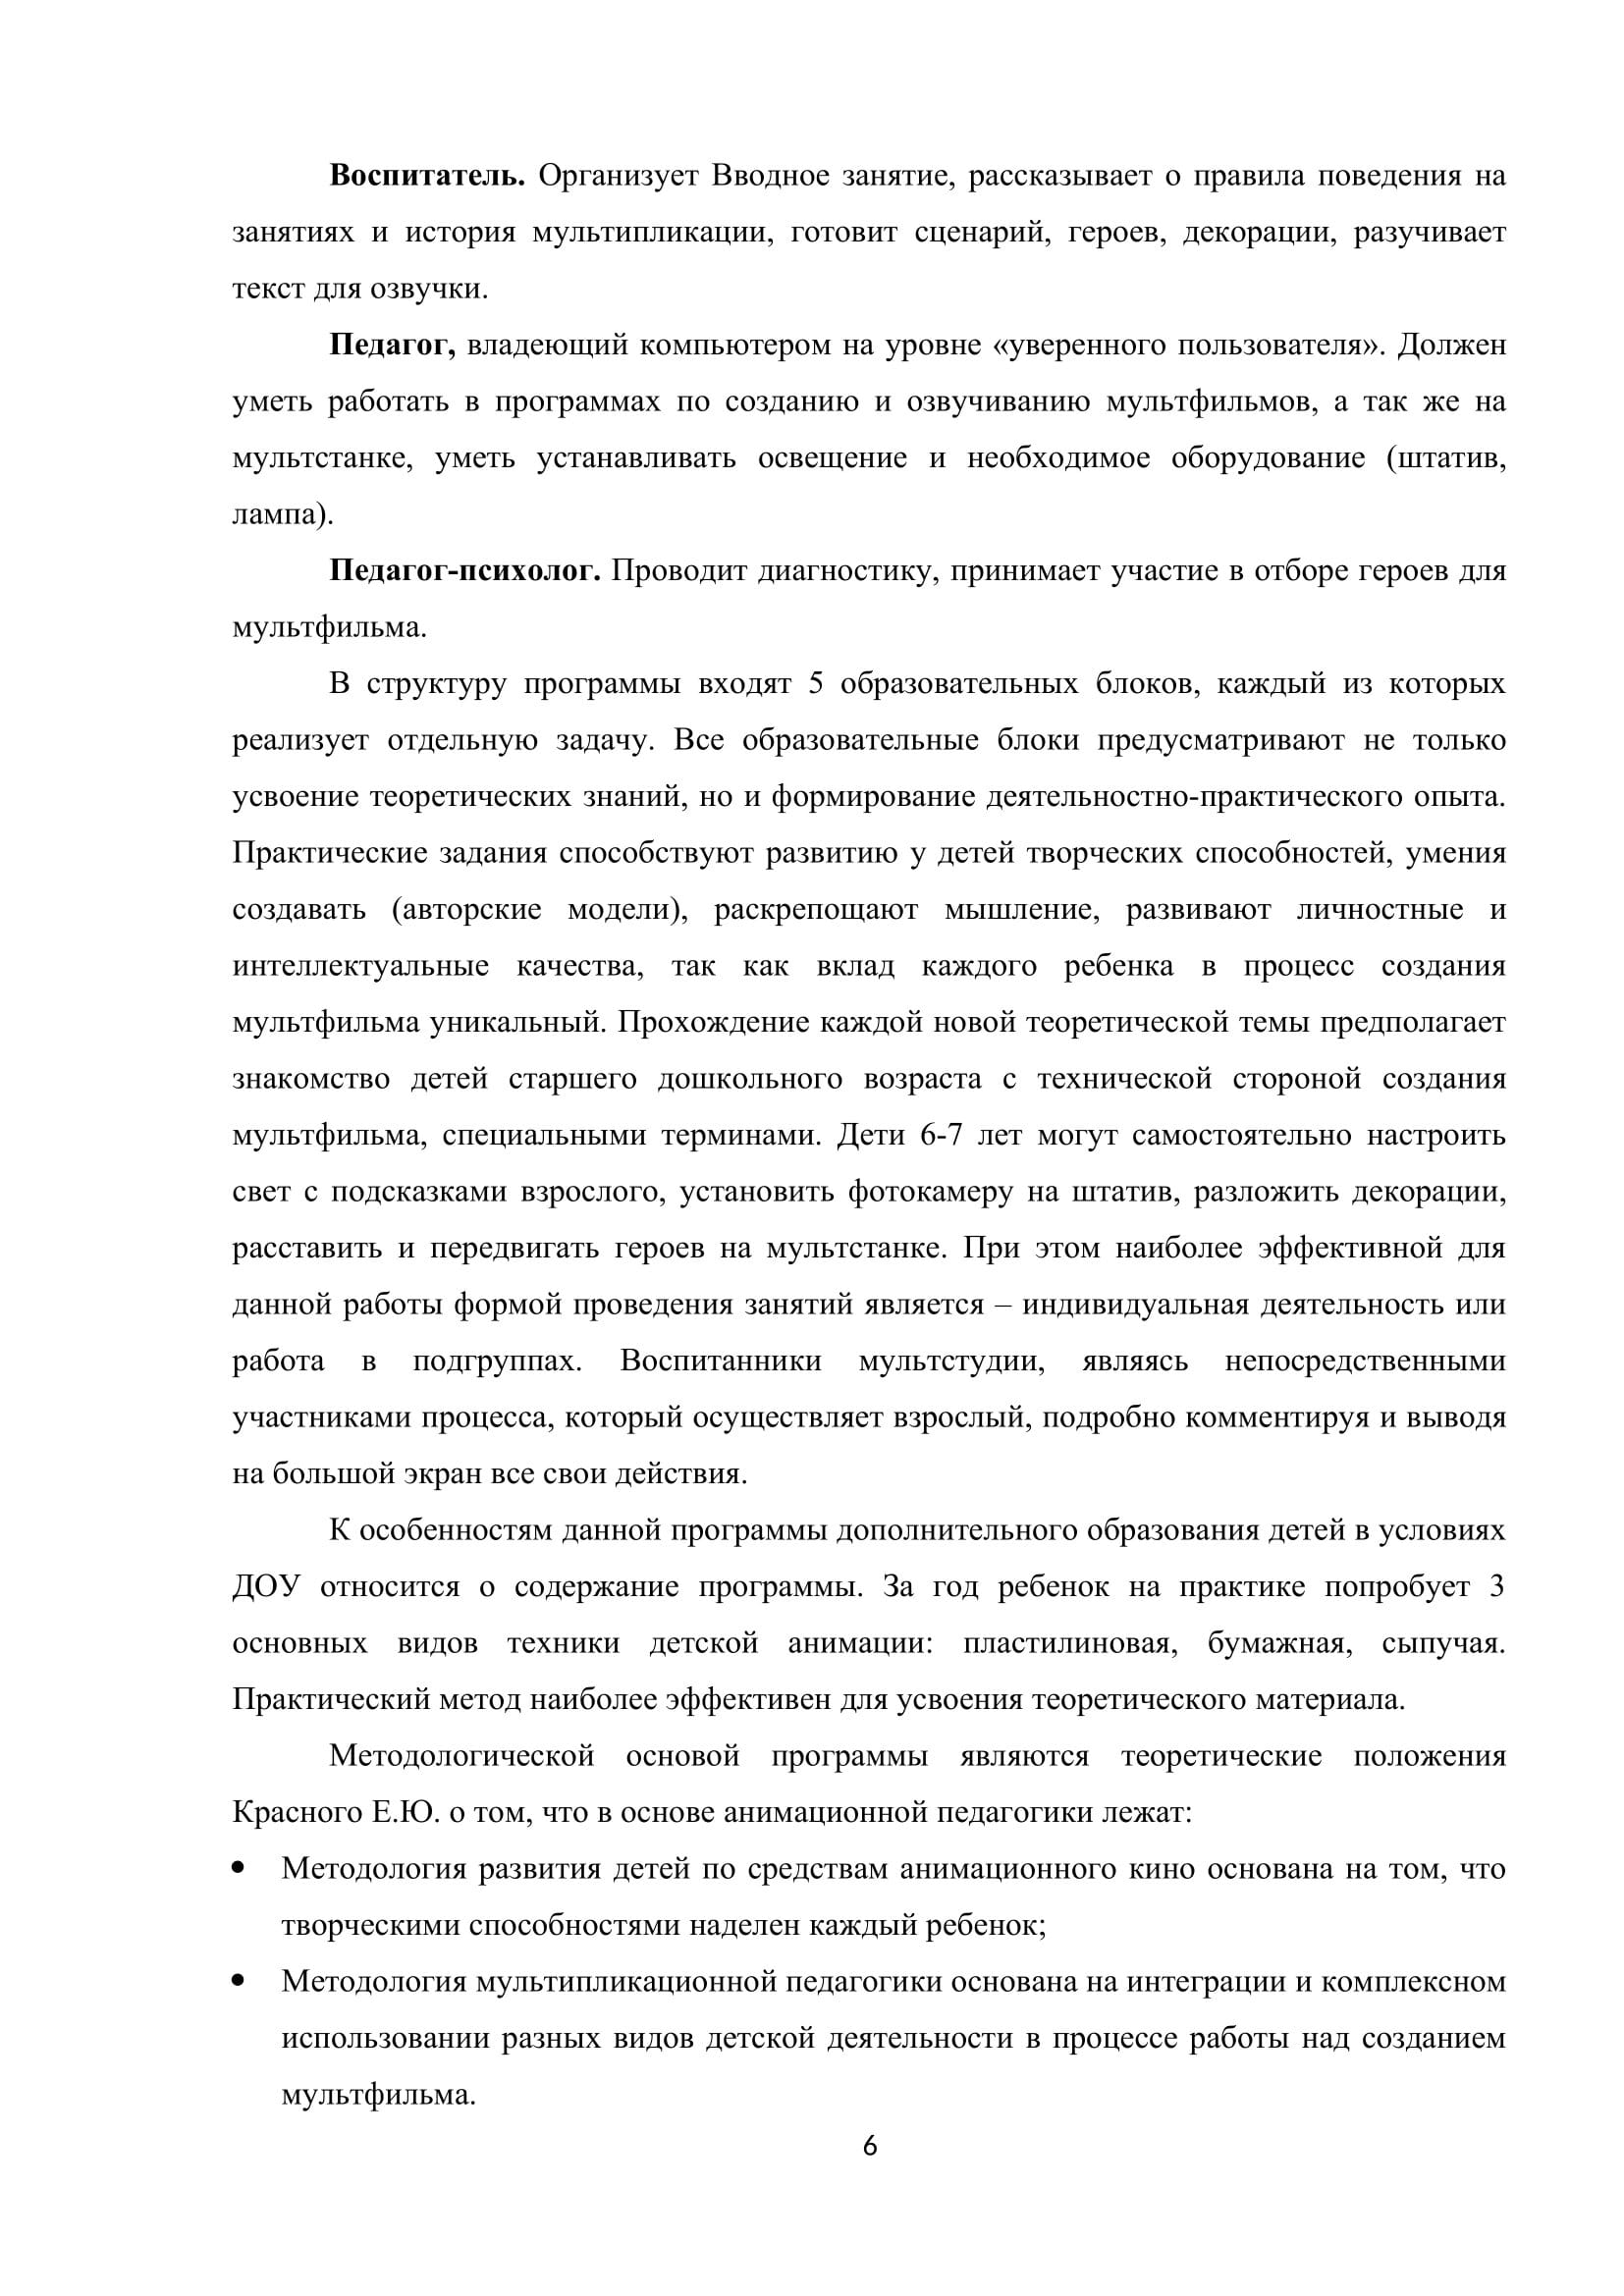 Воспитатель. Организует Вводное занятие, рассказывает о правила поведения на
занятиях и история мультипликации, готовит сценарий, героев, декорации, разучивает
текст для озвучки.
Педагог, владеющий компьютером на уровне «уверенного пользователя». Должен
уметь работать в программах по созданию и озвучиванию мультфильмов, а так же на
мультстанке, уметь устанавливать освещение и необходимое оборудование (штатив,
лампа).
Педагог-психолог. Проводит диагностику, принимает участие в отборе героев для
мультфильма.
В структуру программы входят 5 образовательных блоков, каждый из которых
реализует отдельную задачу. Все образовательные блоки предусматривают не только
усвоение теоретических знаний, но и формирование деятельностно-практического опыта.
Практические задания способствуют развитию у детей творческих способностей, умения
создавать (авторские модели), раскрепощают мышление, развивают личностные и
интеллектуальные качества, так как вклад каждого ребенка в процесс создания
мультфильма уникальный. Прохождение каждой новой теоретической темы предполагает
знакомство детей старшего дошкольного возраста с технической стороной создания
мультфильма, специальными терминами. Дети 6-7 лет могут самостоятельно настроить
свет с подсказками взрослого, установить фотокамеру на штатив, разложить декорации,
расставить и передвигать героев на мультстанке. При этом наиболее эффективной для
данной работы формой проведения занятий является – индивидуальная деятельность или
работа в подгруппах. Воспитанники мультстудии, являясь непосредственными
участниками процесса, который осуществляет взрослый, подробно комментируя и выводя
на большой экран все свои действия.
К особенностям данной программы дополнительного образования детей в условиях
ДОУ относится о содержание программы. За год ребенок на практике попробует 3
основных видов техники детской анимации: пластилиновая, бумажная, сыпучая.
Практический метод наиболее эффективен для усвоения теоретического материала.
Методологической основой программы являются теоретические положения
Красного Е.Ю. о том, что в основе анимационной педагогики лежат:
• Методология развития детей по средствам анимационного кино основана на том, что
творческими способностями наделен каждый ребенок;
• Методология мультипликационной педагогики основана на интеграции и комплексном
использовании разных видов детской деятельности в процессе работы над созданием
мультфильма.
6